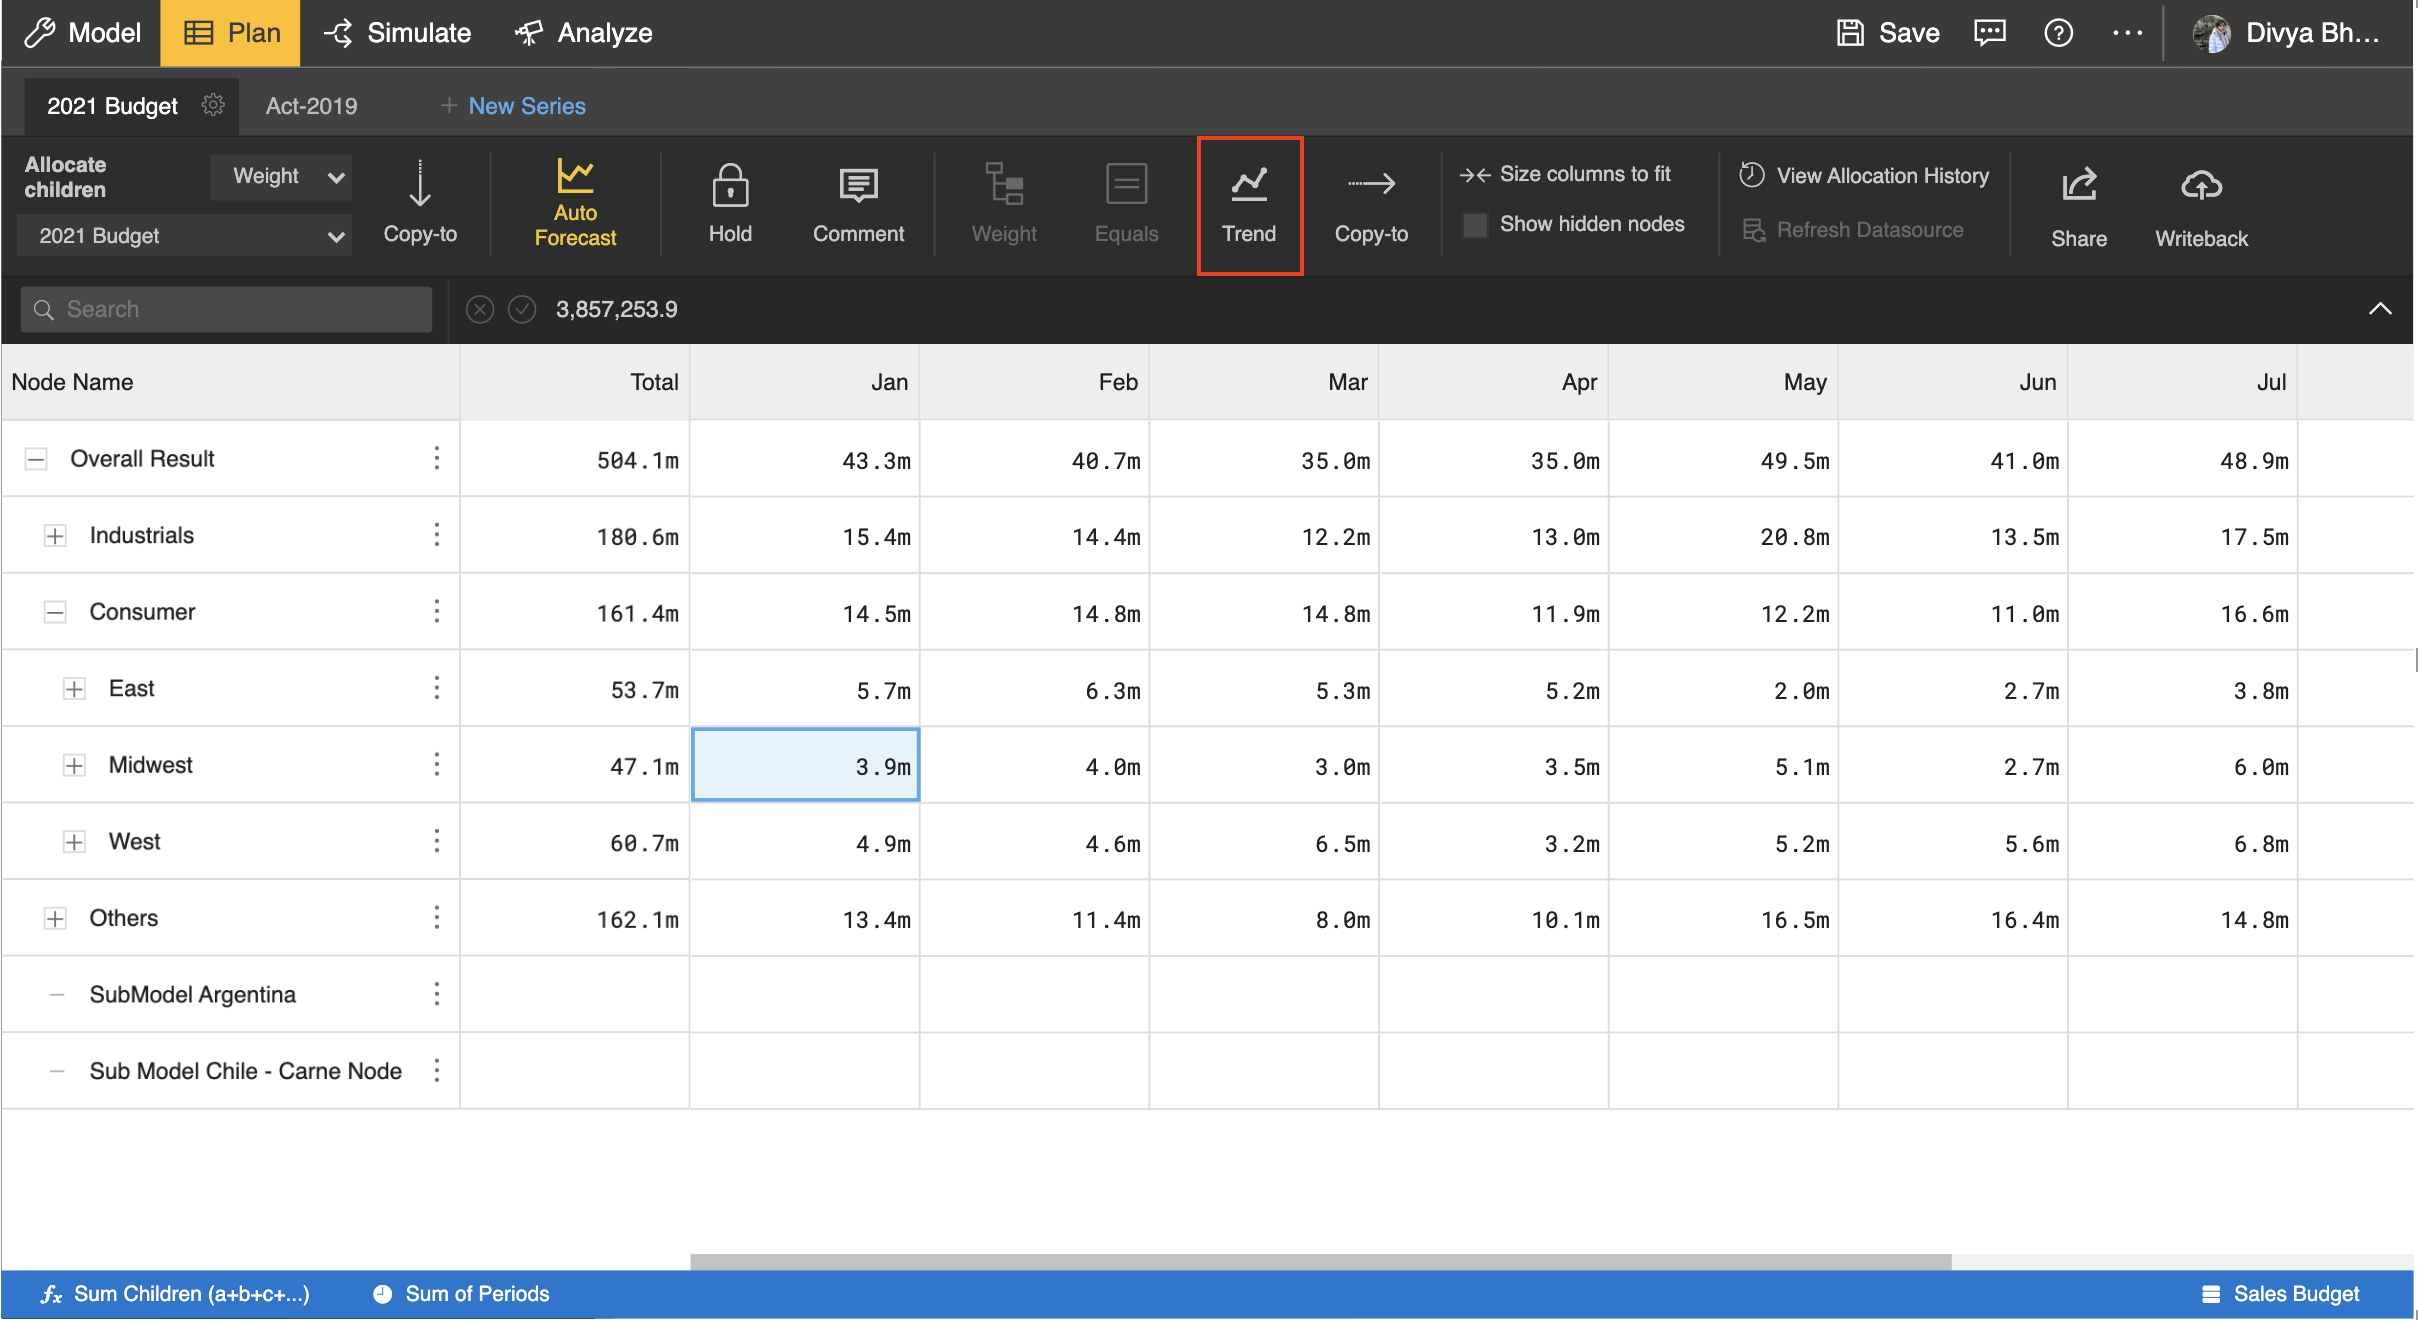 Model Plan Simulate Analyze Save Divya Bh...
2021 Budget Act-2019 + New Series
Allocate children Weight
2021 Budget
Copy-to
Auto Forecast
Hold
Comment
Weight
Equals
Trend
Copy-to
Size columns to fit
Show hidden nodes
View Allocation History
Refresh Datasource
Share
Writeback
Search 3,857,253.9
Node Name Total Jan Feb Mar Apr May Jun Jul
Overall Result 504.1m 43.3m 40.7m 35.0m 35.0m 49.5m 41.0m 48.9m
Industrials 180.6m 15.4m 14.4m 12.2m 13.0m 20.8m 13.5m 17.5m
Consumer 161.4m 14.5m 14.8m 14.8m 11.9m 12.2m 11.0m 16.6m
East 53.7m 5.7m 6.3m 5.3m 5.2m 2.0m 2.7m 3.8m
Midwest 47.1m 3.9m 4.0m 3.0m 3.5m 5.1m 2.7m 6.0m
West 60.7m 4.9m 4.6m 6.5m 3.2m 5.2m 5.6m 6.8m
Others 162.1m 13.4m 11.4m 8.0m 10.1m 16.5m 16.4m 14.8m
SubModel Argentina
Sub Model Chile - Carne Node
fx Sum Children (a+b+c+...) Sum of Periods Sales Budget